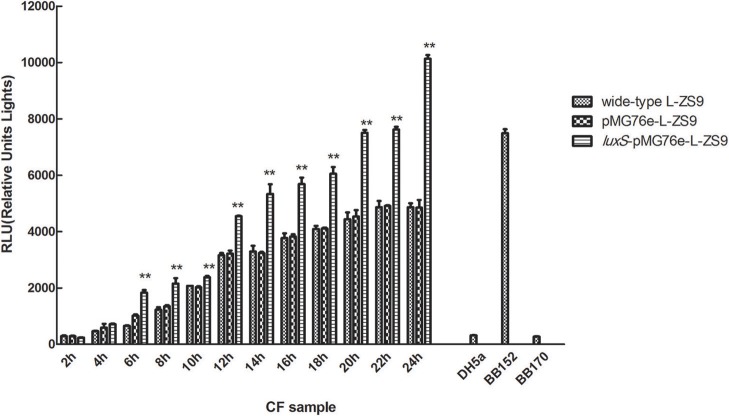 12000
10000
8000
6000
4000
2000
0
RLU(Relative Units Lights)
** ** ** ** ** ** ** ** ** **
2h 4h 6h 8h 10h 12h 14h 16h 18h 20h 22h 24h DH5a BB152 BB170
CF sample
wide-type L-ZS9
pMG76e-L-ZS9
luxS-pMG76e-L-ZS9